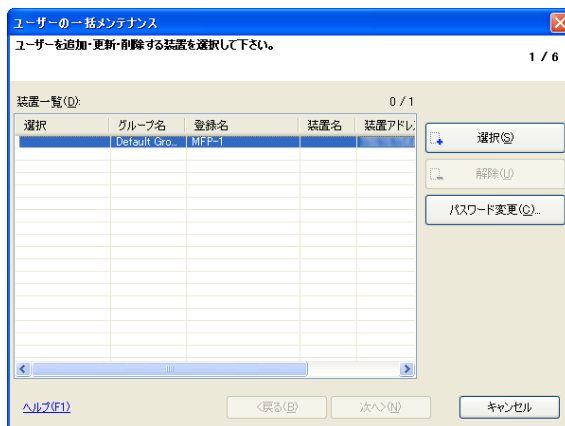 ユーザーの一括メンテナンス
ユーザーを追加・更新・削除する装置を選択して下さい。
1 / 6
装置一覧(D):
0 / 1
選択 グループ名 登録名 装置名 装置アドレ
Default Gro... MFP-1
選択(S)
解除(U)
パスワード変更(C)...
ヘルプ(F1)
<戻る(B)
次へ>(N)
キャンセル